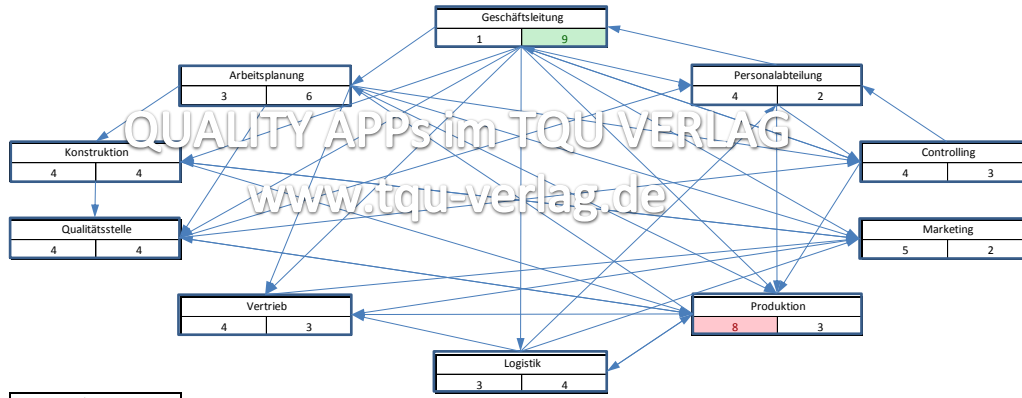 Geschäftsleitung
1 9
Arbeitsplanung
3 6
Personalabteilung
4 2
QUALITY APPs im TQU VERLAG
Konstruktion
4 4
Controlling
4 3
www.tqu-verlag.de
Qualitätsstelle
4 4
Marketing
5 2
Vertrieb
4 3
Produktion
8 3
Logistik
3 4